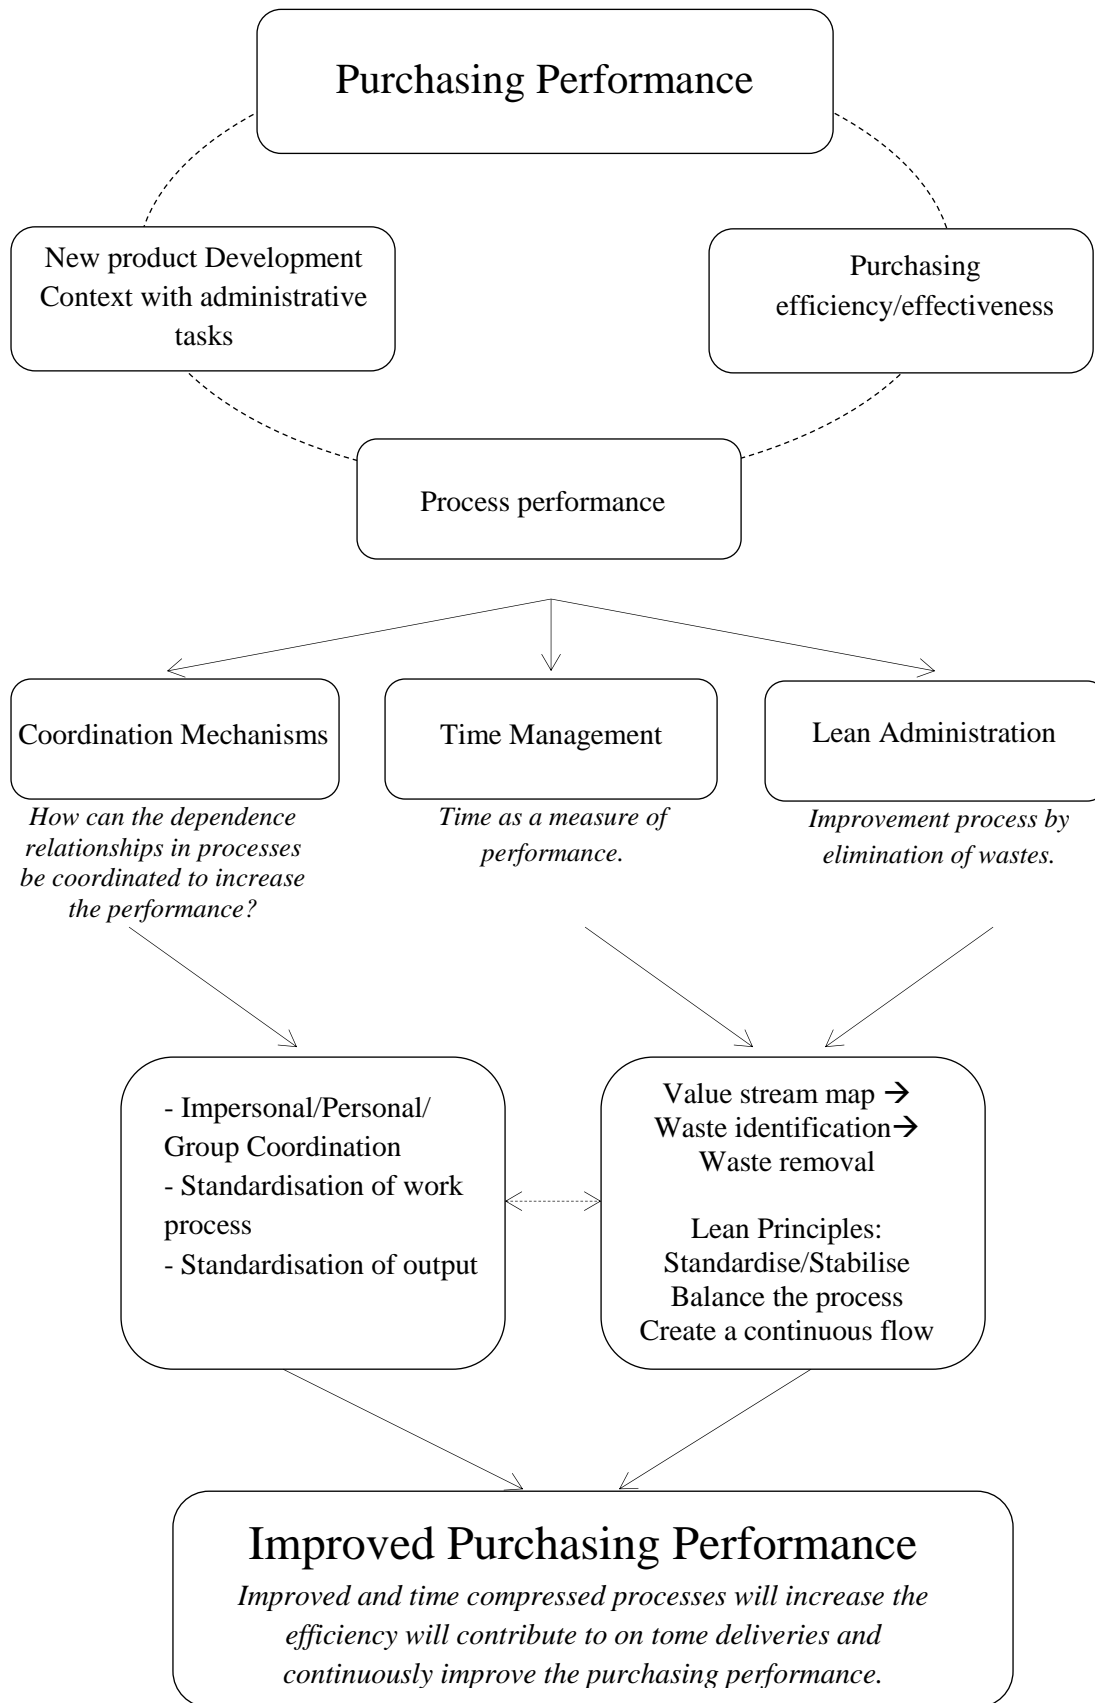 Purchasing Performance
New product Development
Context with administrative
tasks
Purchasing
efficiency/effectiveness
Process performance
Coordination Mechanisms
How can the dependence
relationships in processes
be coordinated to increase
the performance?
Time Management
Time as a measure of
performance.
Lean Administration
Improvement process by
elimination of wastes.
- Impersonal/Personal/
Group Coordination
- Standardisation of work
process
- Standardisation of output
Value stream map →
Waste identification→
Waste removal
Lean Principles:
Standardise/Stabilise
Balance the process
Create a continuous flow
Improved Purchasing Performance
Improved and time compressed processes will increase the
efficiency will contribute to on tome deliveries and
continuously improve the purchasing performance.